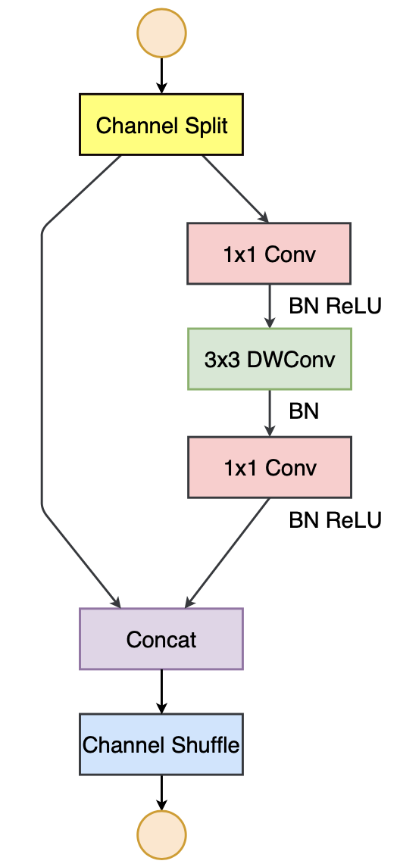 Channel Split
1x1 Conv
BN ReLU
3x3 DWConv
BN
1x1 Conv
BN ReLU
Concat
Channel Shuffle